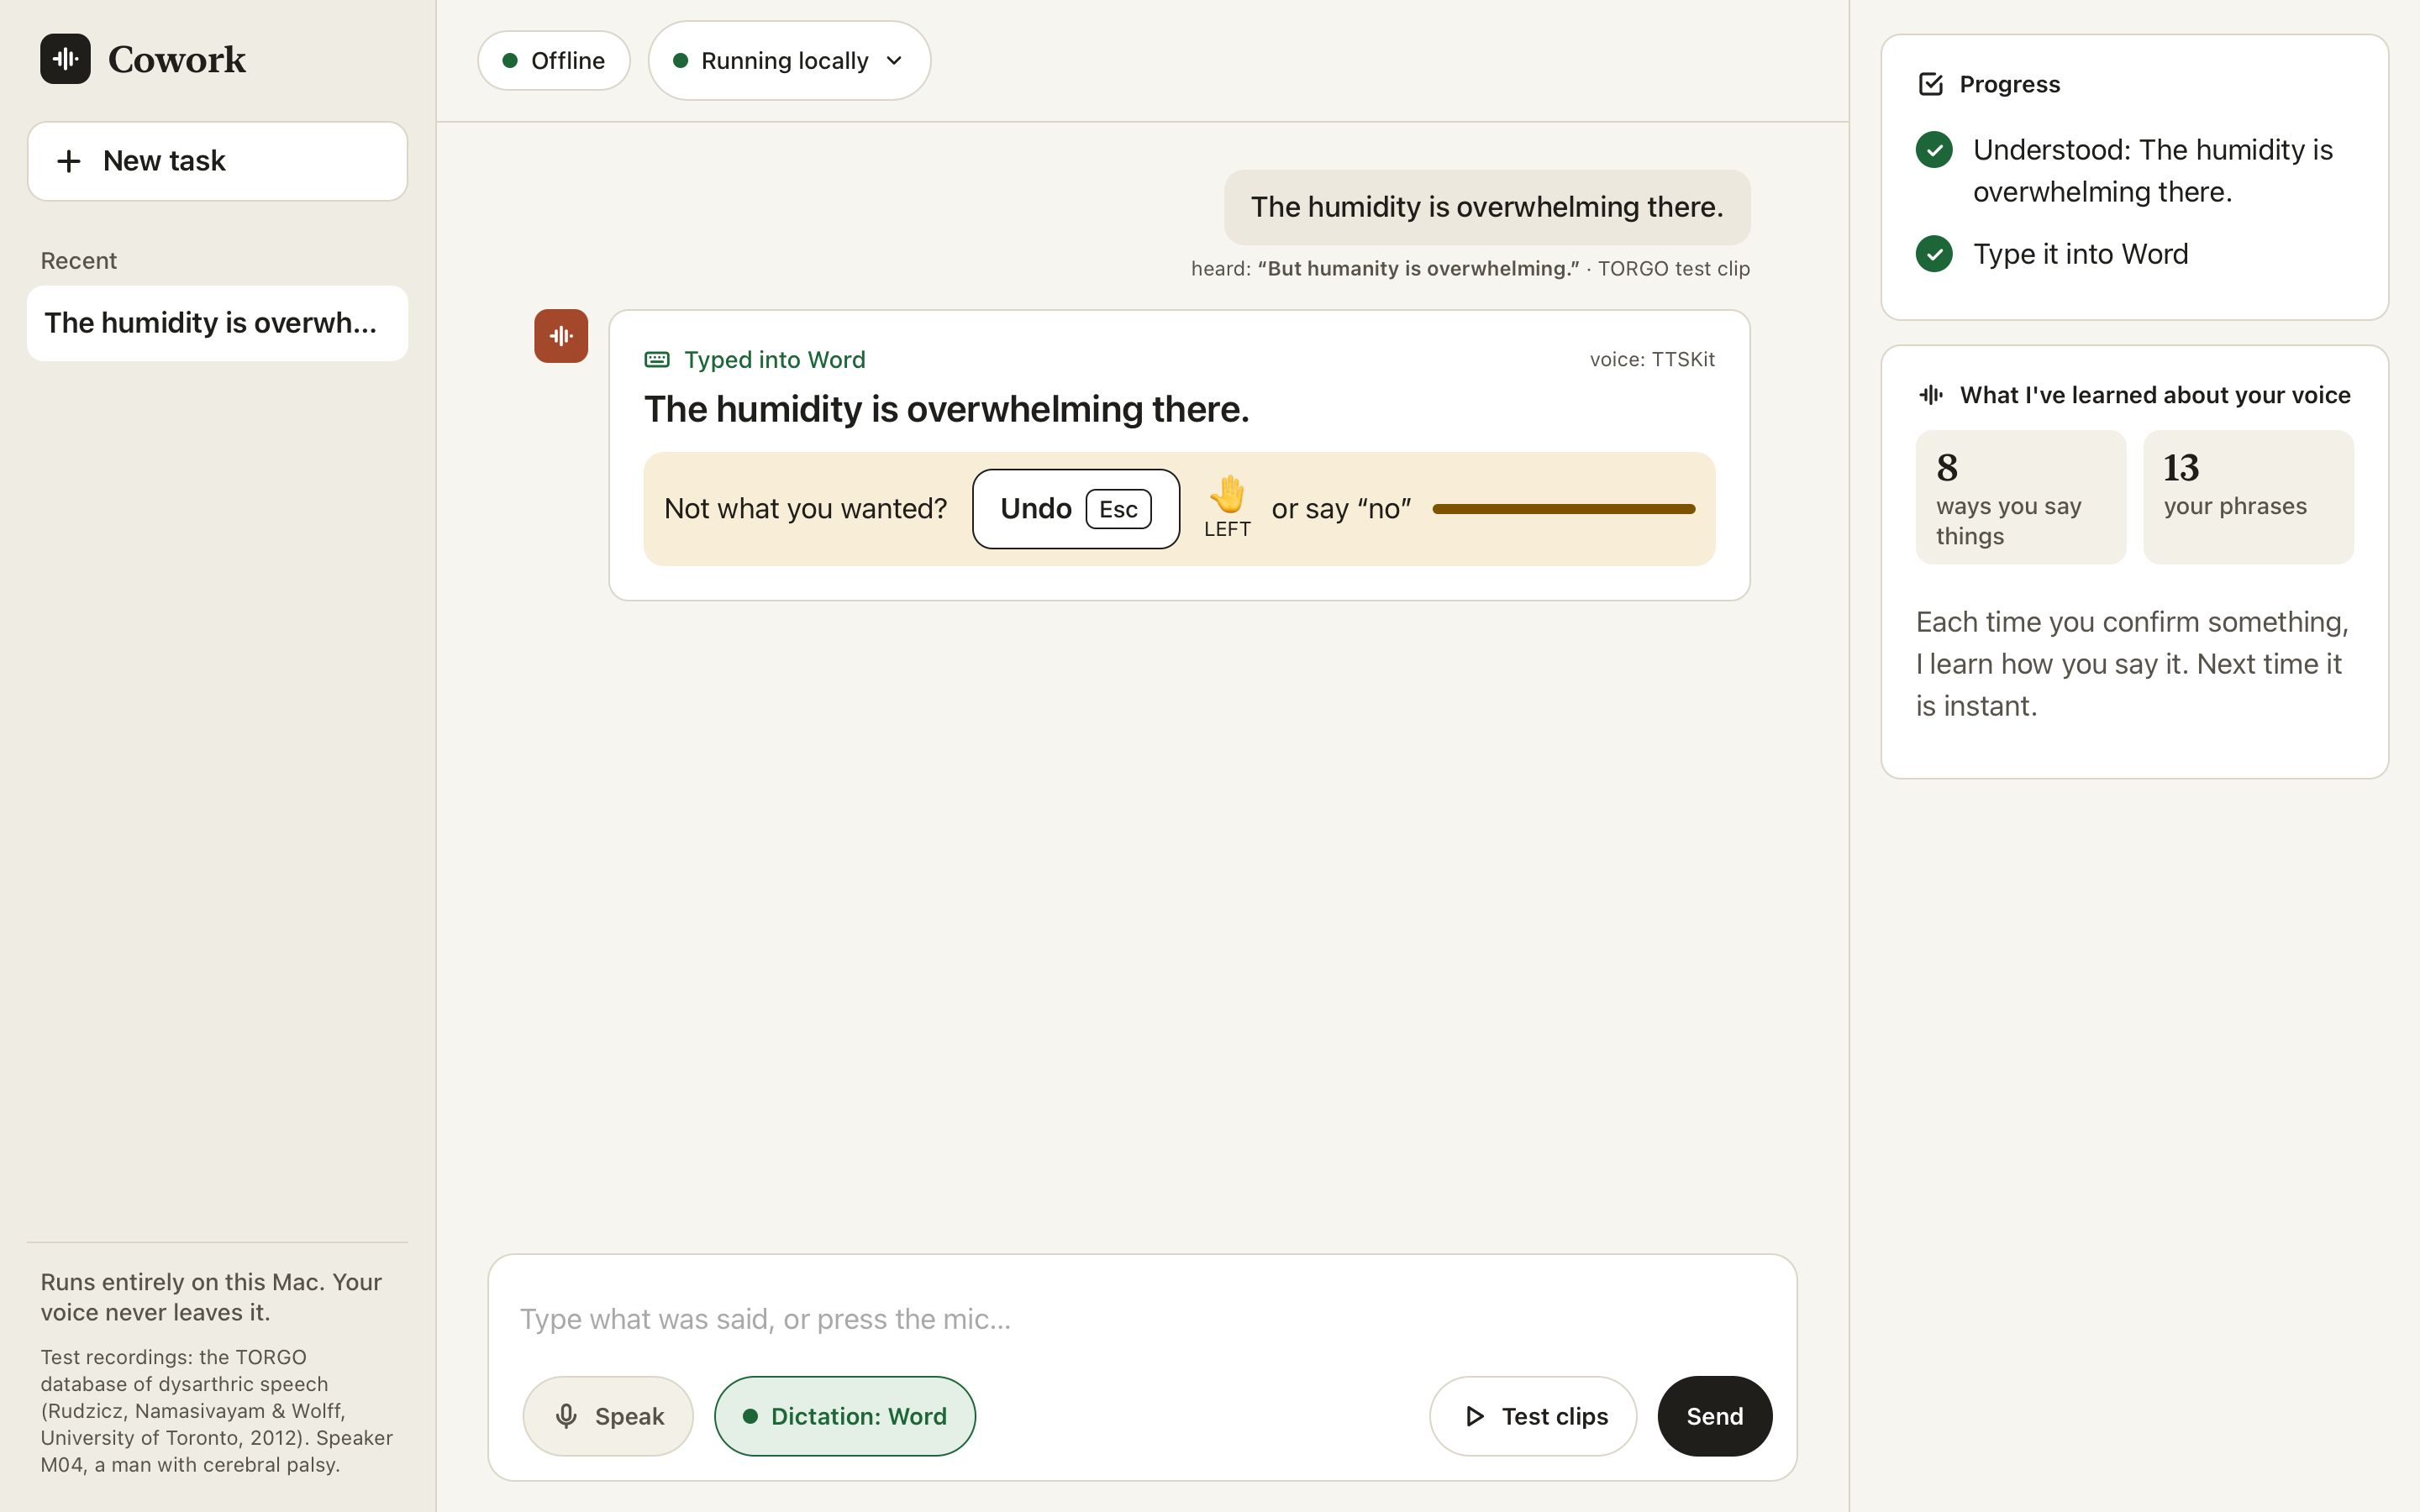 Cowork
New task
Recent
The humidity is overwh...
Runs entirely on this Mac. Your
voice never leaves it.
Test recordings: the TORGO
database of dysarthric speech
(Rudzicz, Namasivayam & Wolff,
University of Toronto, 2012). Speaker
M04, a man with cerebral palsy.
Offline
Running locally
The humidity is overwhelming there.
heard: “But humanity is overwhelming.” · TORGO test clip
Typed into Word
voice: TTSKit
The humidity is overwhelming there.
Not what you wanted? Undo Esc LEFT or say “no”
Type what was said, or press the mic...
Speak
Dictation: Word
Test clips
Send
Progress
Understood: The humidity is
overwhelming there.
Type it into Word
What I've learned about your voice
8
ways you say
things
13
your phrases
Each time you confirm something,
I learn how you say it. Next time it
is instant.